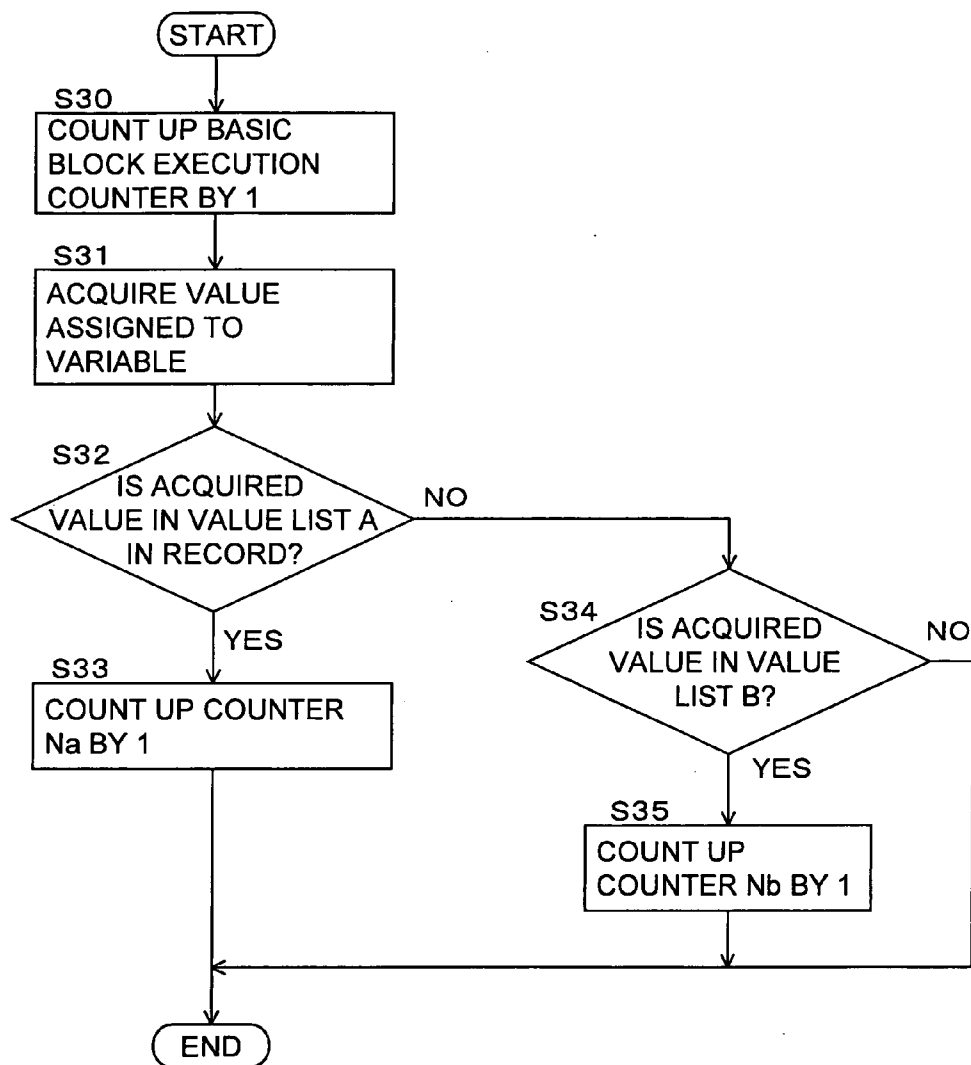 START
S30
COUNT UP BASIC
BLOCK EXECUTION
COUNTER BY 1
S31
ACQUIRE VALUE
ASSIGNED TO
VARIABLE
S32
IS ACQUIRED
VALUE IN VALUE LIST A
IN RECORD?
NO
YES
S33
COUNT UP COUNTER
Na BY 1
S34
IS ACQUIRED
VALUE IN VALUE
LIST B?
NO
YES
S35
COUNT UP
COUNTER Nb BY 1
END